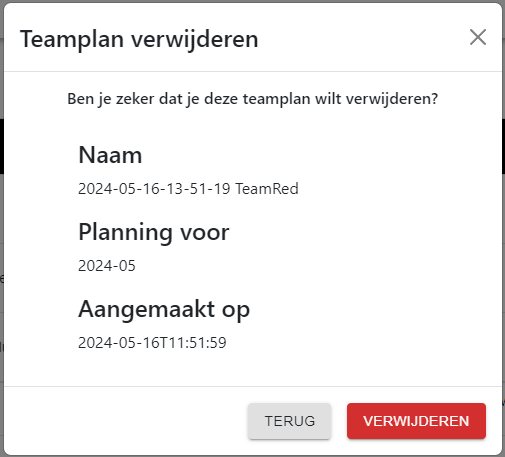 Teamplan verwijderen
Ben je zeker dat je deze teamplan wilt verwijderen?
Naam
2024-05-16-13-51-19 TeamRed
Planning voor
2024-05
Aangemaakt op
2024-05-16T11:51:59
TERUG
VERWIJDEREN